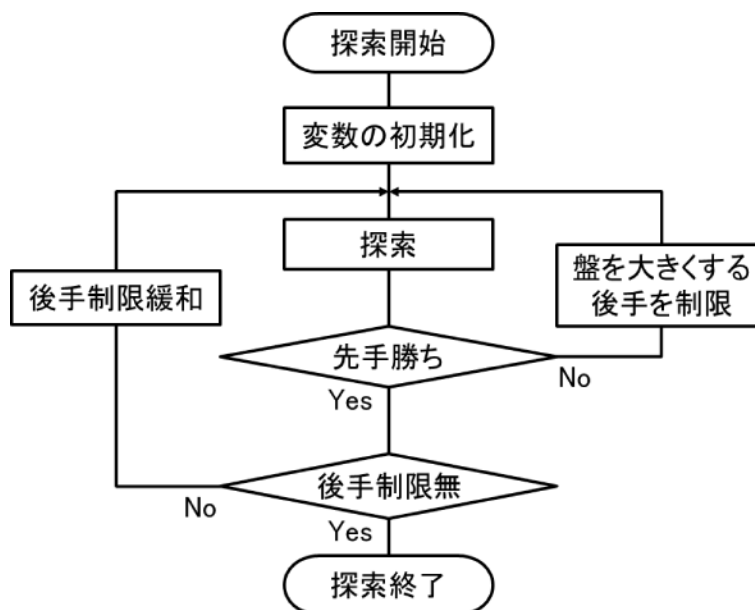 探索開始
変数の初期化
探索
後手制限緩和
盤を大きくする
後手を制限
先手勝ち
No
Yes
後手制限無
No
Yes
探索終了